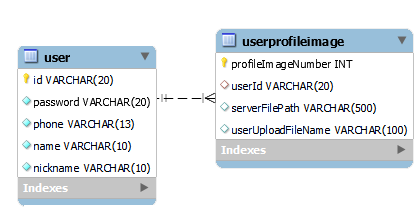 user
id VARCHAR(20)
password VARCHAR(20)
phone VARCHAR(13)
name VARCHAR(10)
nickname VARCHAR(10)
Indexes
userprofileimage
profileImageNumber INT
userId VARCHAR(20)
serverFilePath VARCHAR(500)
userUploadFileName VARCHAR(100)
Indexes